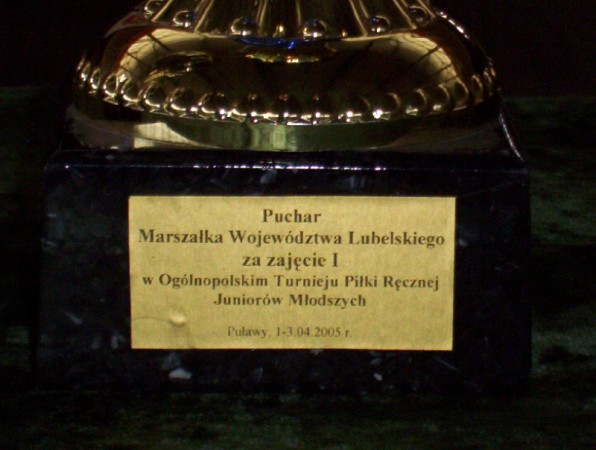 Puchar
Marszałka Województwa Lubelskiego
za zajęcie I
w Ogólnopolskim Turnieju Piłki Ręcznej
Juniorów Młodszych
Puławy, 1-3.04.2005 r.